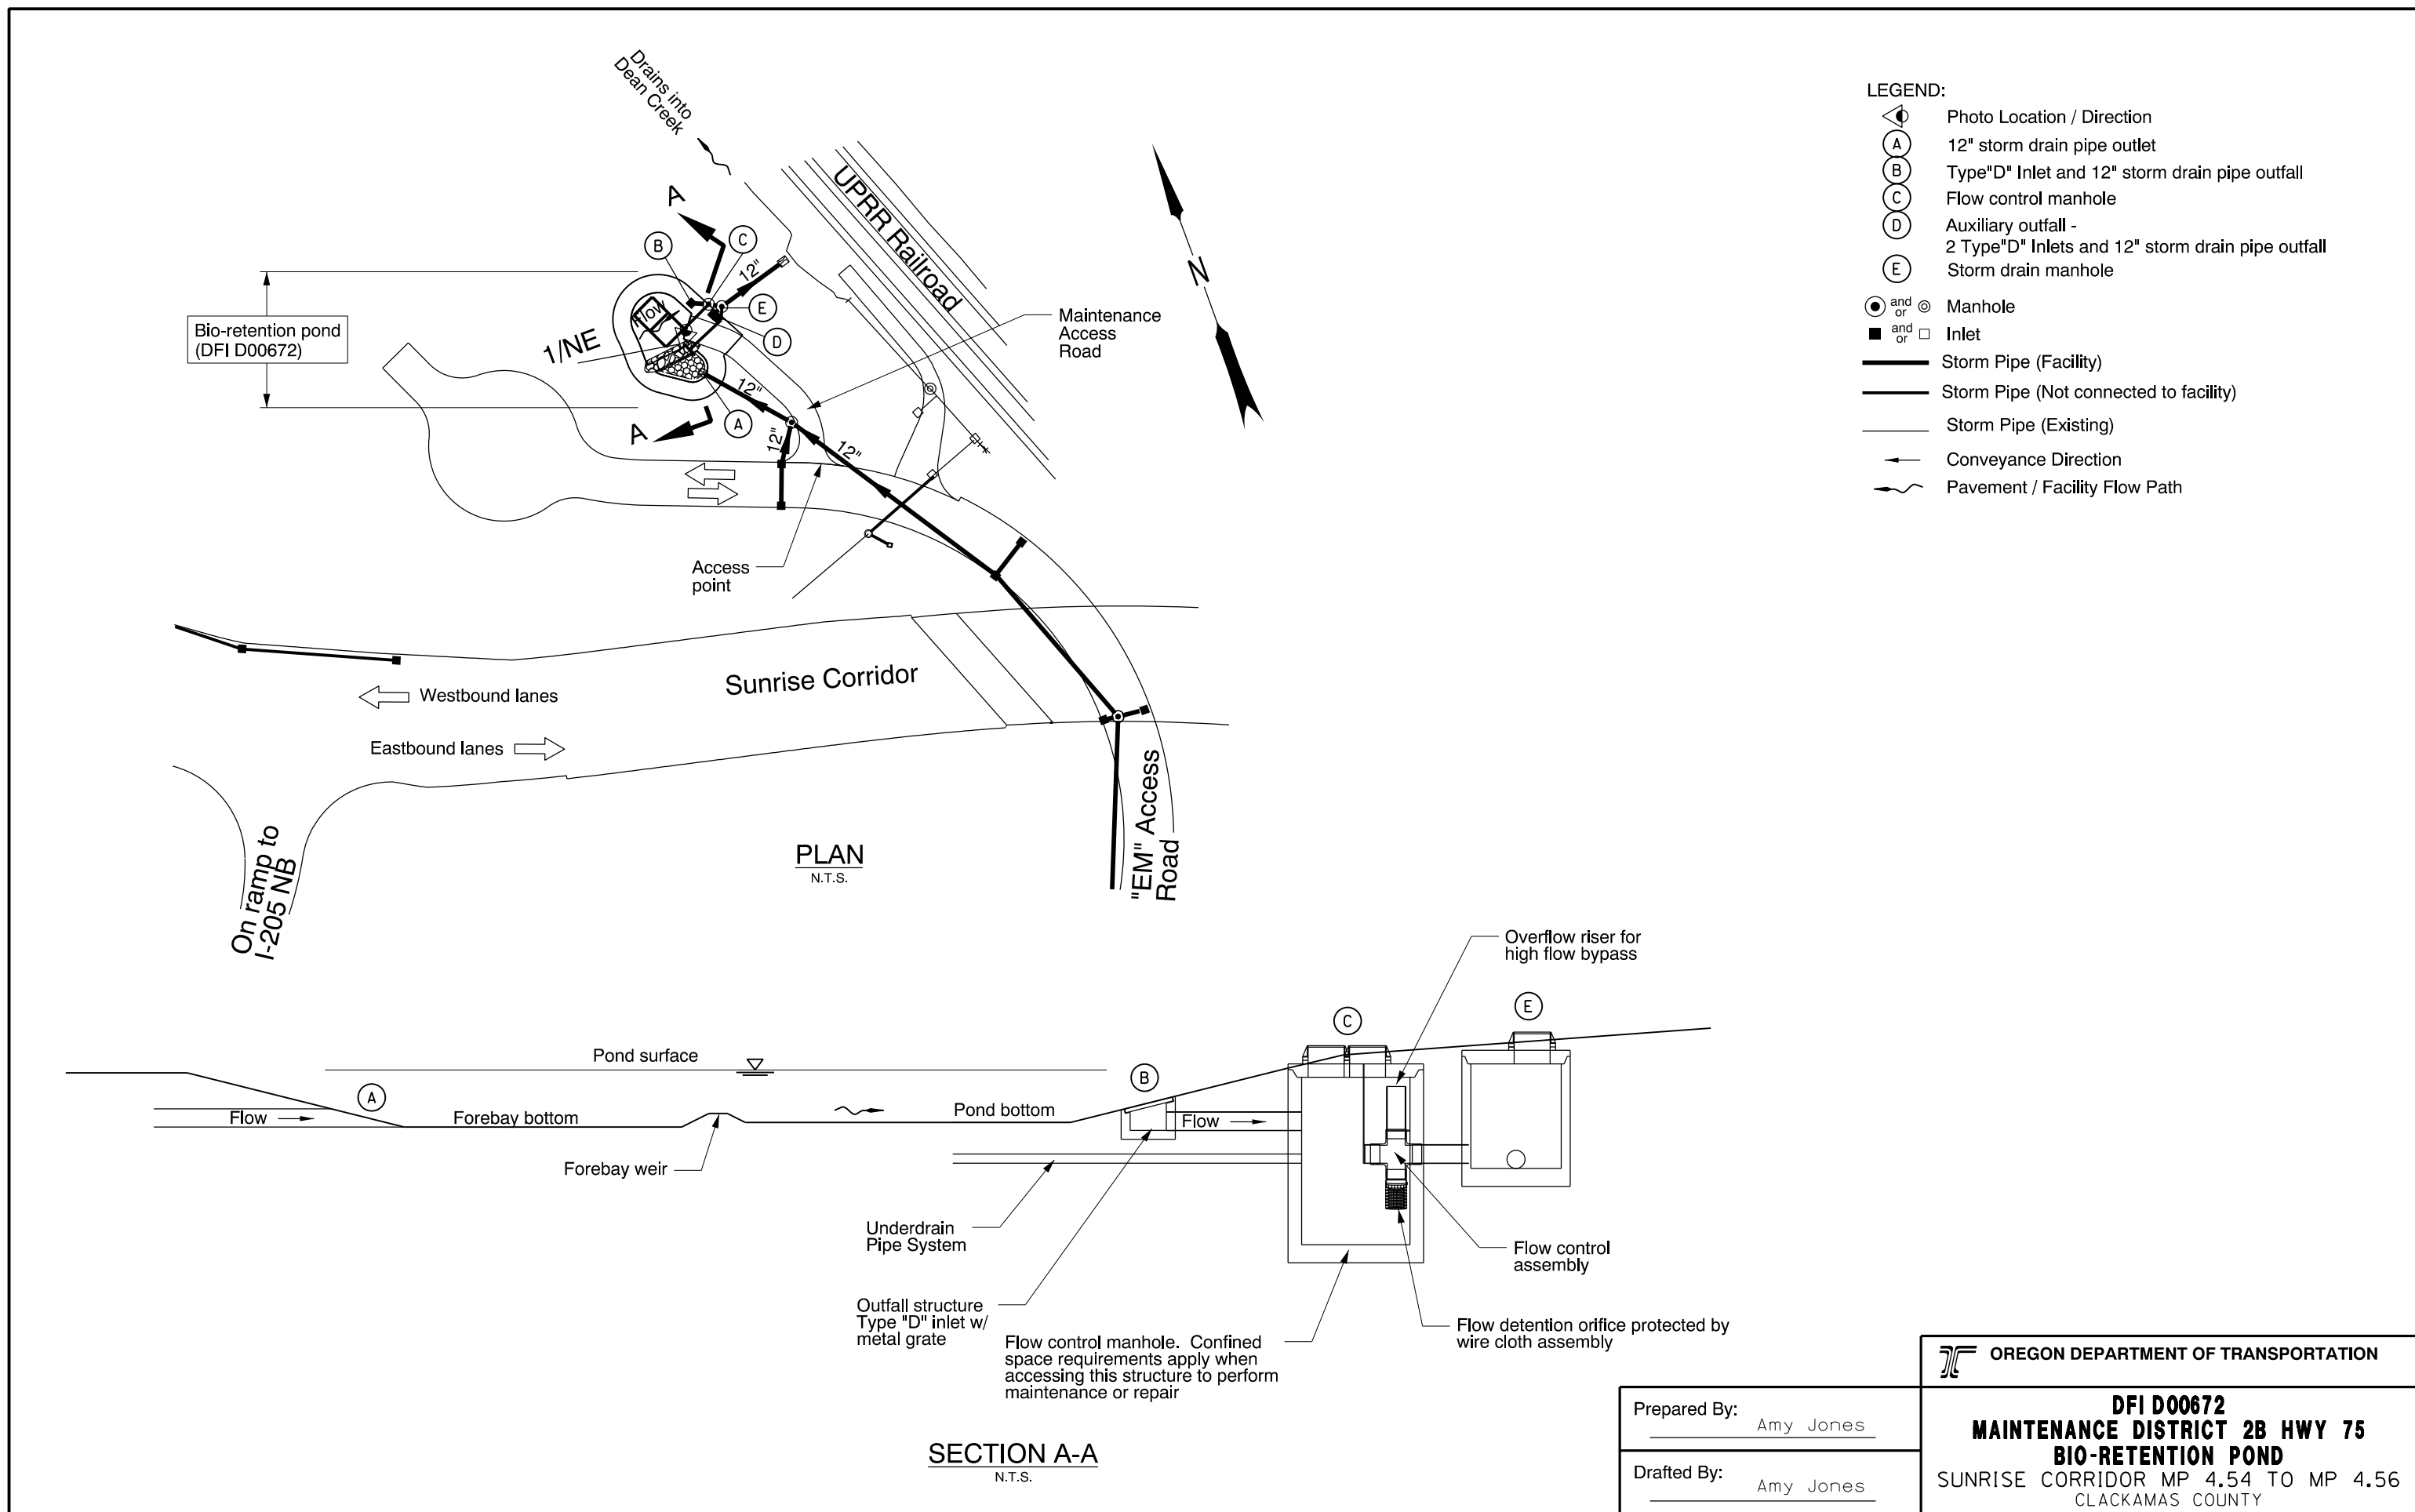 Drains into
Dean Creek
UPRR Railroad
A
B
C
12"
E
Flow
D
1/NE
Bio-retention pond
(DFI D00672)
Maintenance
Access
Road
N
12"
A
A
12"
12"
Access
point
Sunrise Corridor
Westbound lanes
Eastbound lanes
On ramp to
I-205 NB
"EM" Access
Road
PLAN
N.T.S.
LEGEND:
Photo Location / Direction
A 12" storm drain pipe outlet
B Type"D" Inlet and 12" storm drain pipe outfall
C Flow control manhole
D Auxiliary outfall -
2 Type"D" Inlets and 12" storm drain pipe outfall
E Storm drain manhole
and or Manhole
and or Inlet
Storm Pipe (Facility)
Storm Pipe (Not connected to facility)
Storm Pipe (Existing)
Conveyance Direction
Pavement / Facility Flow Path
Overflow riser for
high flow bypass
C
E
Pond surface
A
B
Flow
Forebay bottom
Pond bottom
Flow
Forebay weir
Underdrain
Pipe System
Flow control
assembly
Outfall structure
Type "D" inlet w/
metal grate
Flow control manhole. Confined
space requirements apply when
accessing this structure to perform
maintenance or repair
Flow detention orifice protected by
wire cloth assembly
SECTION A-A
N.T.S.
OREGON DEPARTMENT OF TRANSPORTATION
Prepared By: Amy Jones
Drafted By: Amy Jones
DFI D00672
MAINTENANCE DISTRICT 2B HWY 75
BIO-RETENTION POND
SUNRISE CORRIDOR MP 4.54 TO MP 4.56
CLACKAMAS COUNTY